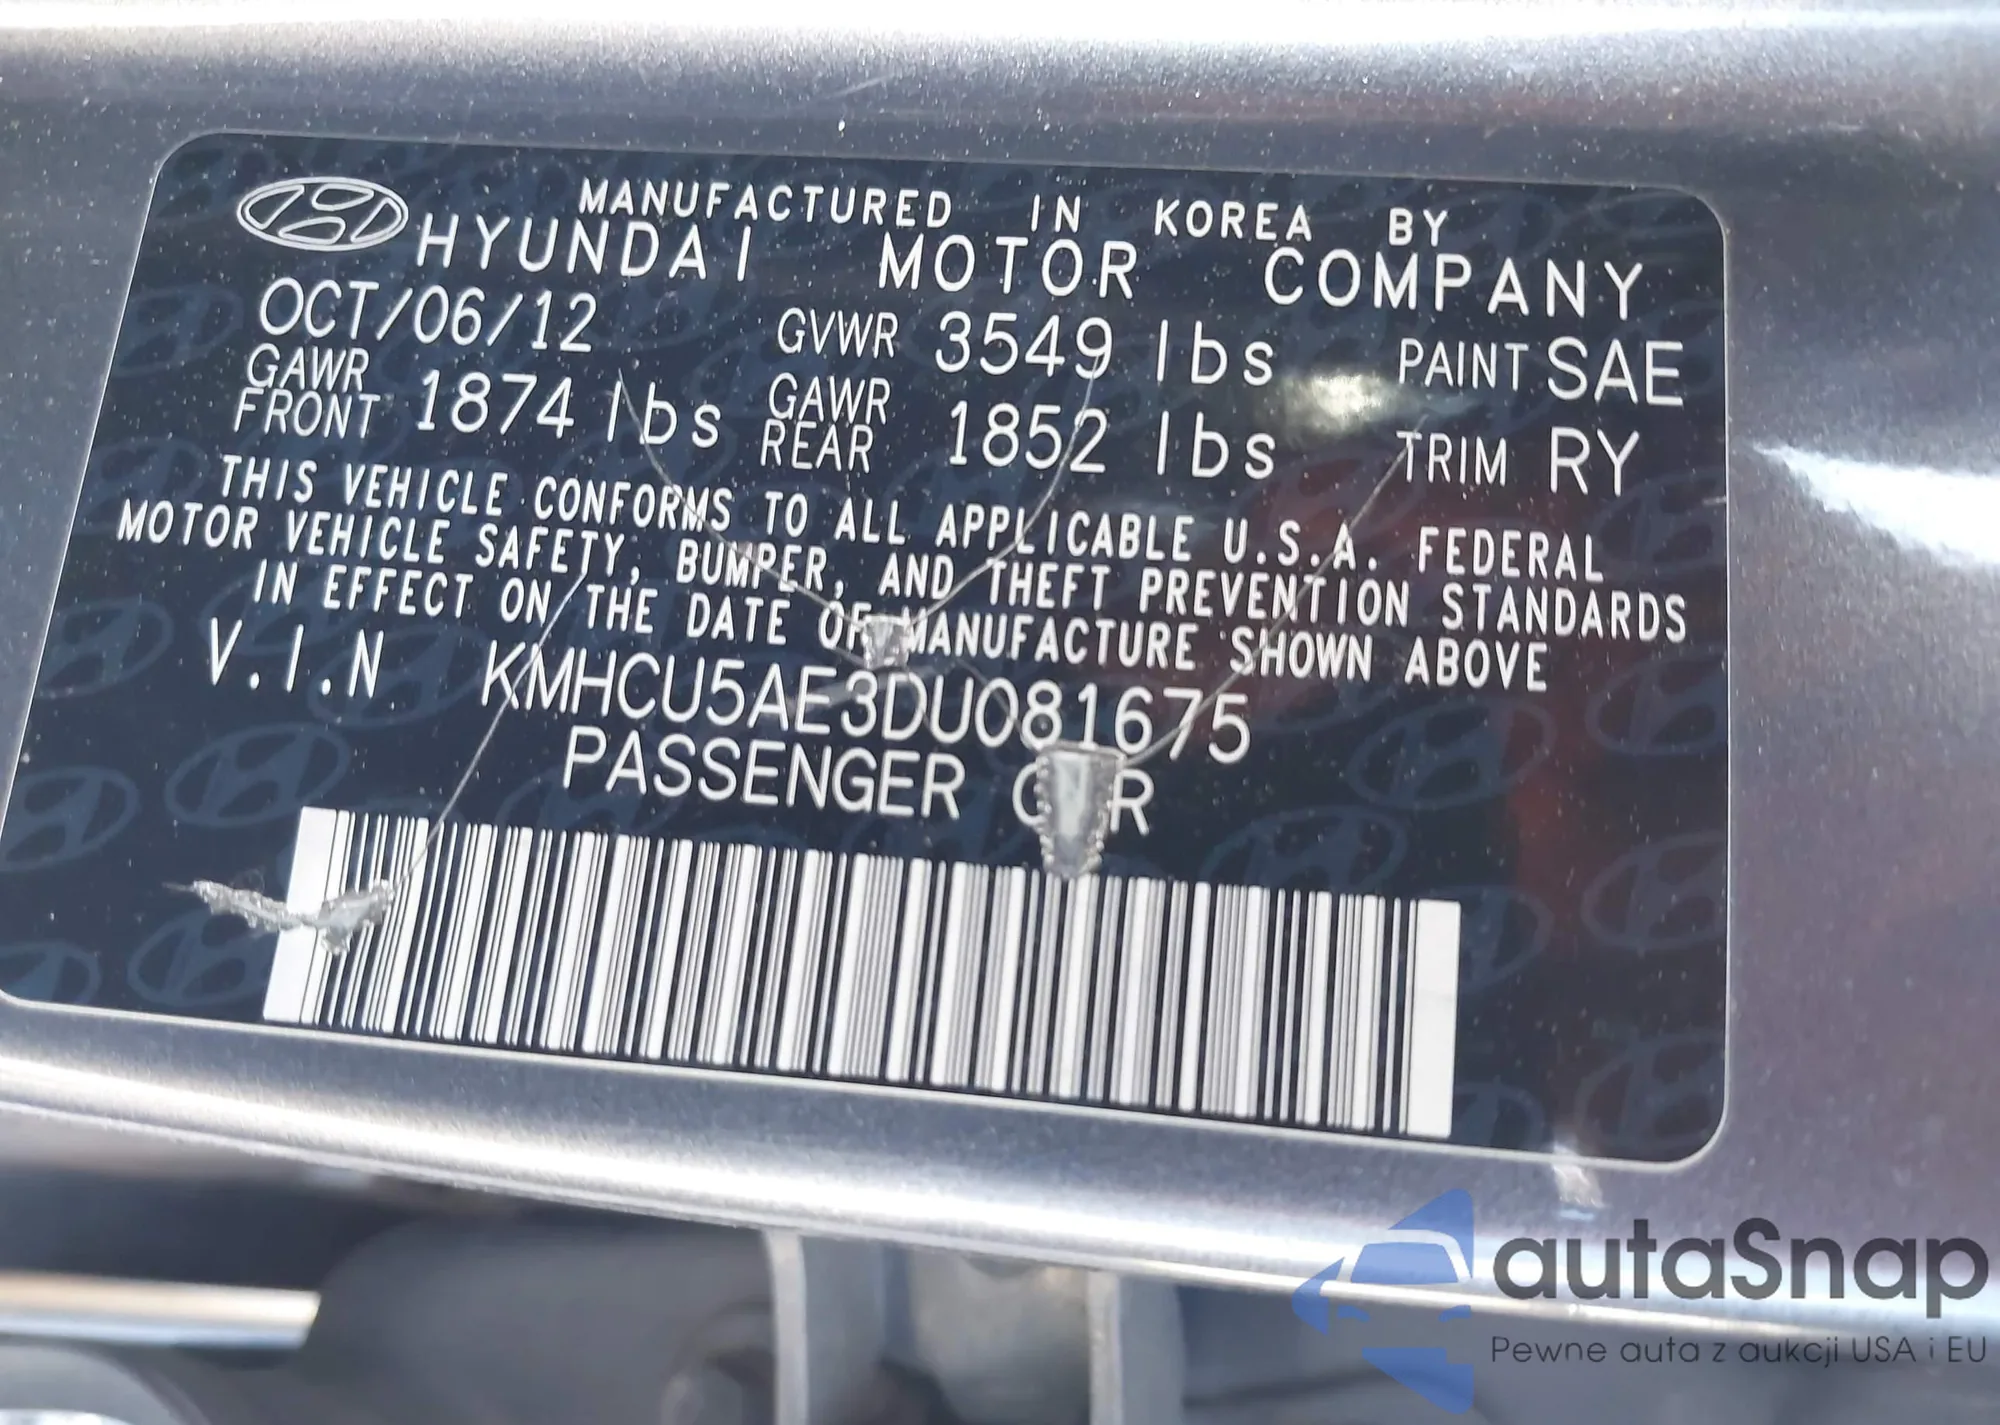 MANUFACTURED IN KOREA BY
HYUNDAI MOTOR COMPANY
OCT/06/12 GVWR 3549 lbs PAINT SAE
GAWR FRONT 1874 lbs GAWR REAR 1852 lbs TRIM RY
THIS VEHICLE CONFORMS TO ALL APPLICABLE U.S.A. FEDERAL
MOTOR VEHICLE SAFETY, BUMPER, AND THEFT PREVENTION STANDARDS
IN EFFECT ON THE DATE OF MANUFACTURE SHOWN ABOVE
V.I.N KMHCU5AE3DU081675
PASSENGER CAR
autaSnap
Pewne auta z aukcji USA i EU